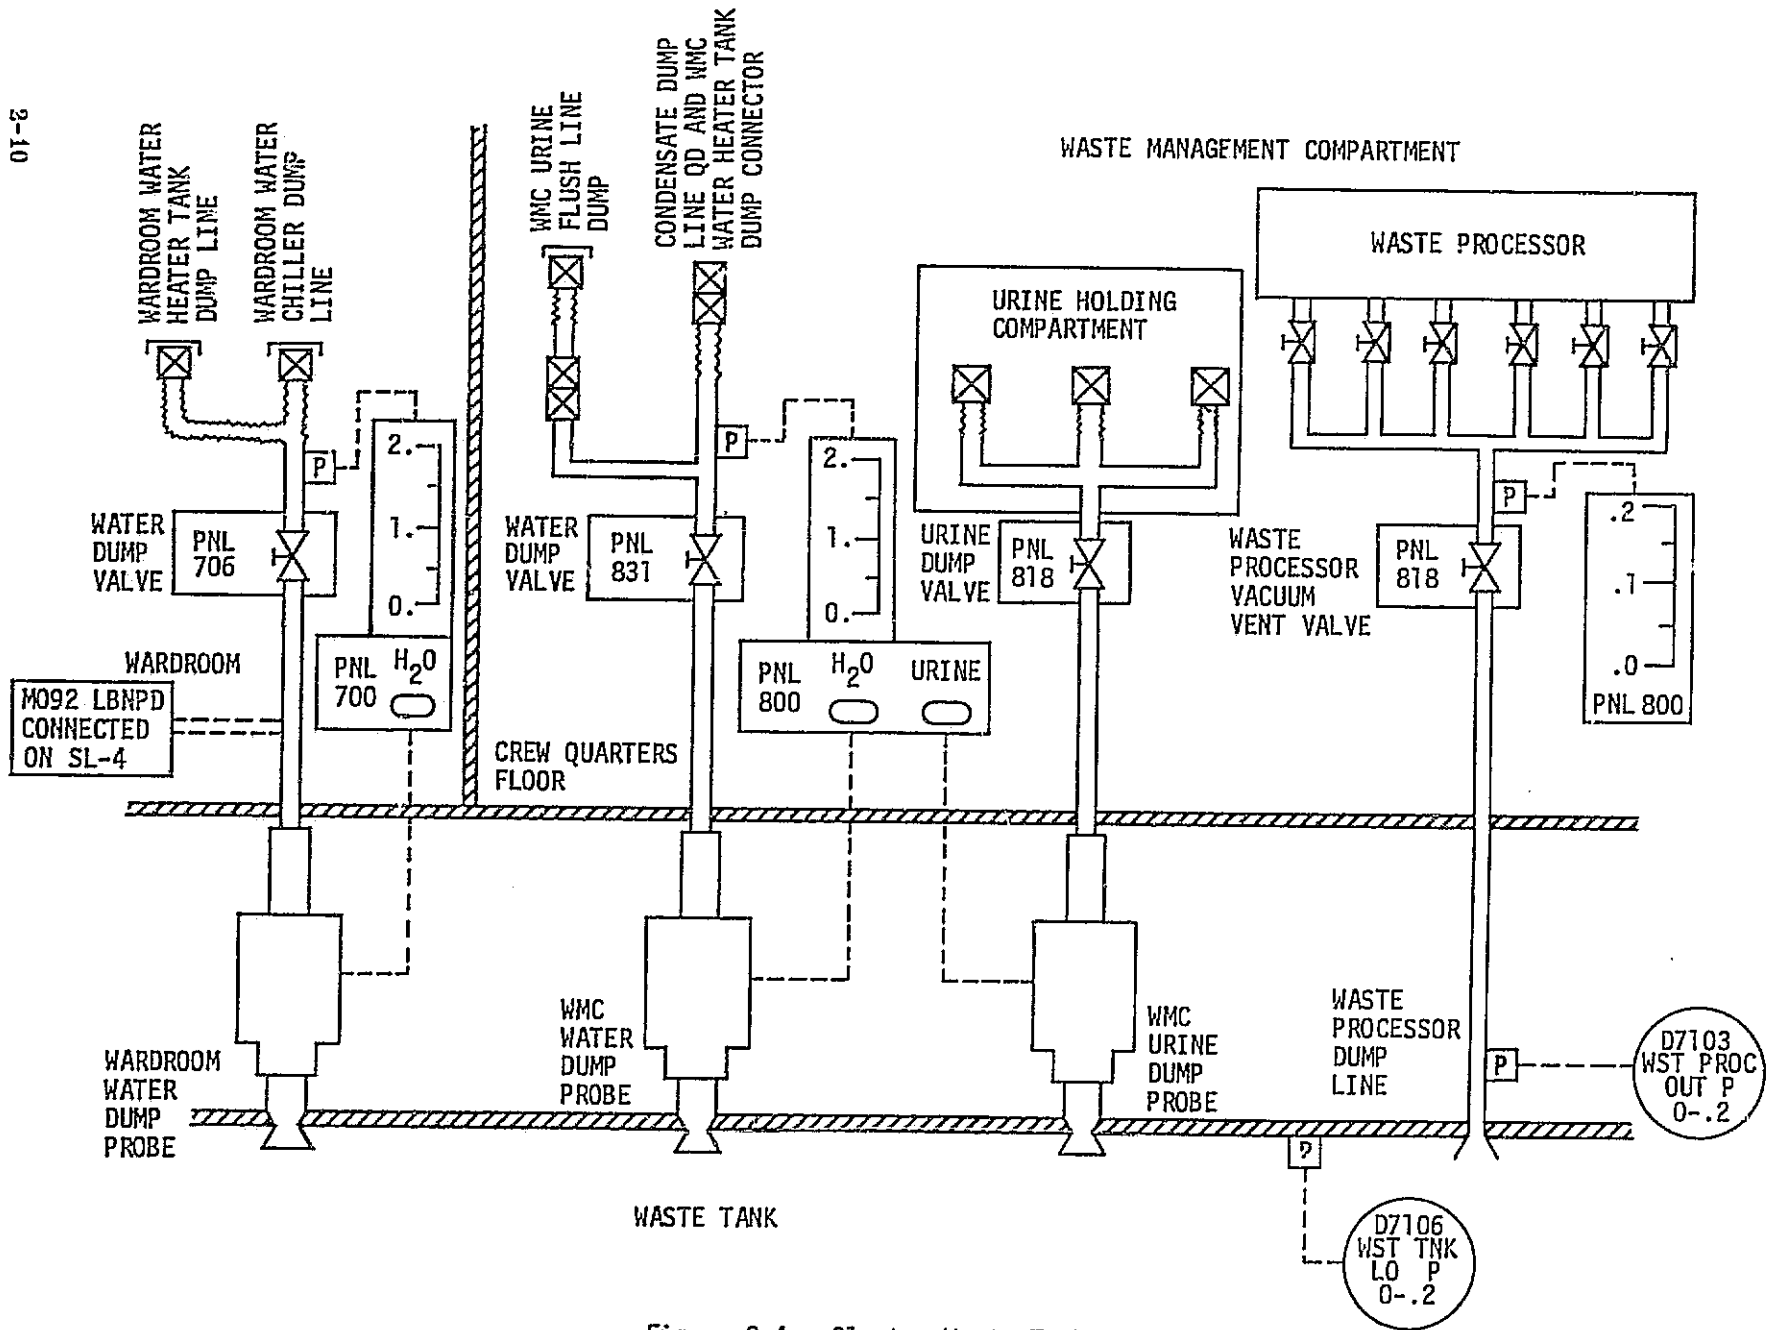 2-10
WARDROOM WATER
HEATER TANK
DUMP LINE
WARDROOM WATER
CHILLER DUMP
LINE
WMC URINE
FLUSH LINE
DUMP
CONDENSATE DUMP
LINE QD AND WMC
WATER HEATER TANK
DUMP CONNECTOR
WASTE MANAGEMENT COMPARTMENT
WASTE PROCESSOR
URINE HOLDING
COMPARTMENT
P
2.
1.
0.
P
2.
1.
0.
P
.2
.1
.0
PNL 800
WATER
DUMP
VALVE
PNL
706
WATER
DUMP
VALVE
PNL
831
URINE
DUMP
VALVE
PNL
818
WASTE
PROCESSOR
VACUUM
VENT VALVE
PNL
818
WARDROOM
M092 LBNPD
CONNECTED
ON SL-4
PNL
700
H2O
PNL
800
H2O
URINE
CREW QUARTERS
FLOOR
WARDROOM
WATER
DUMP
PROBE
WMC
WATER
DUMP
PROBE
WMC
URINE
DUMP
PROBE
WASTE
PROCESSOR
DUMP
LINE
P
D7103
WST PROC
OUT P
0-.2
P
D7106
WST TNK
LO P
0-.2
WASTE TANK